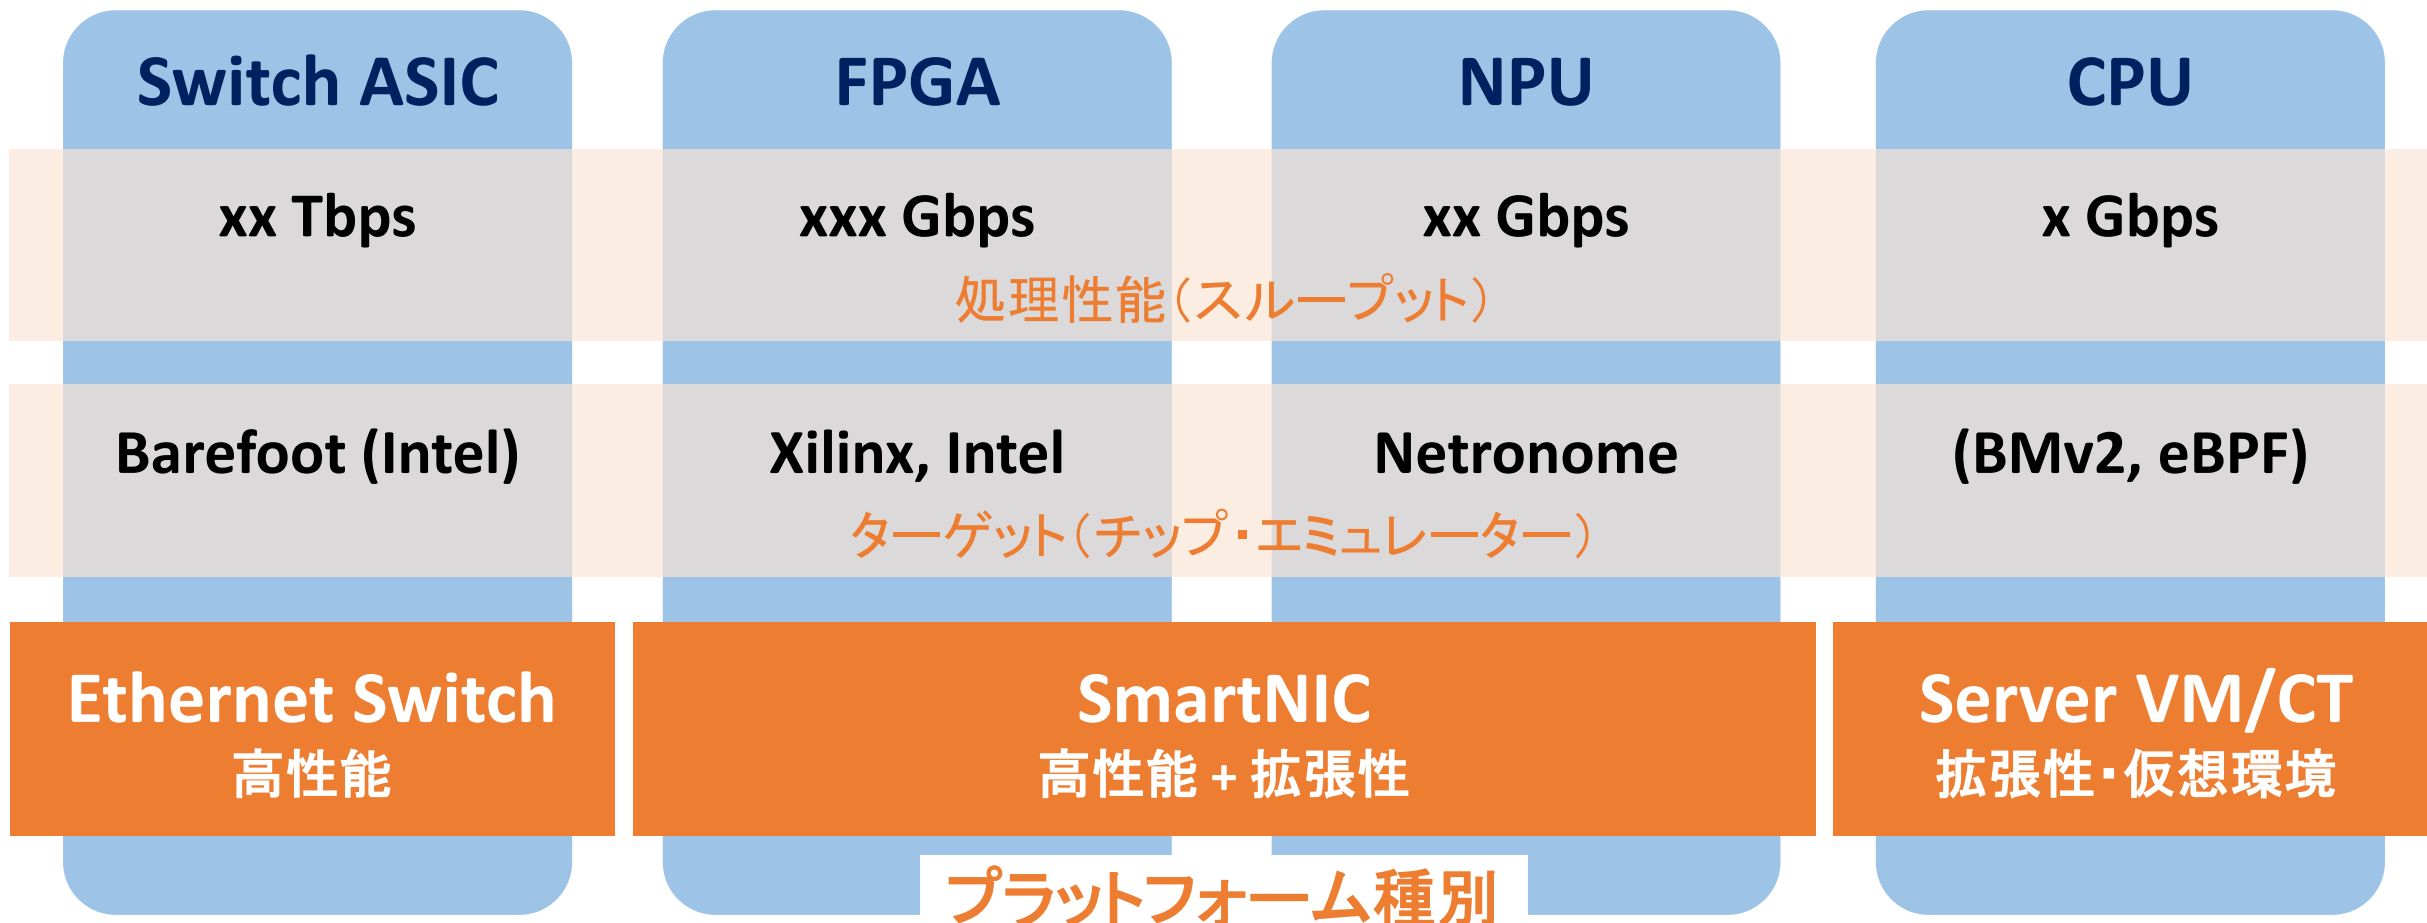 Switch ASIC
FPGA
NPU
CPU
xx Tbps
xxx Gbps
xx Gbps
x Gbps
処理性能（スループット）
Barefoot (Intel)
Xilinx, Intel
Netronome
(BMv2, eBPF)
ターゲット（チップ・エミュレーター）
Ethernet Switch
高性能
SmartNIC
高性能 + 拡張性
Server VM/CT
拡張性・仮想環境
プラットフォーム種別